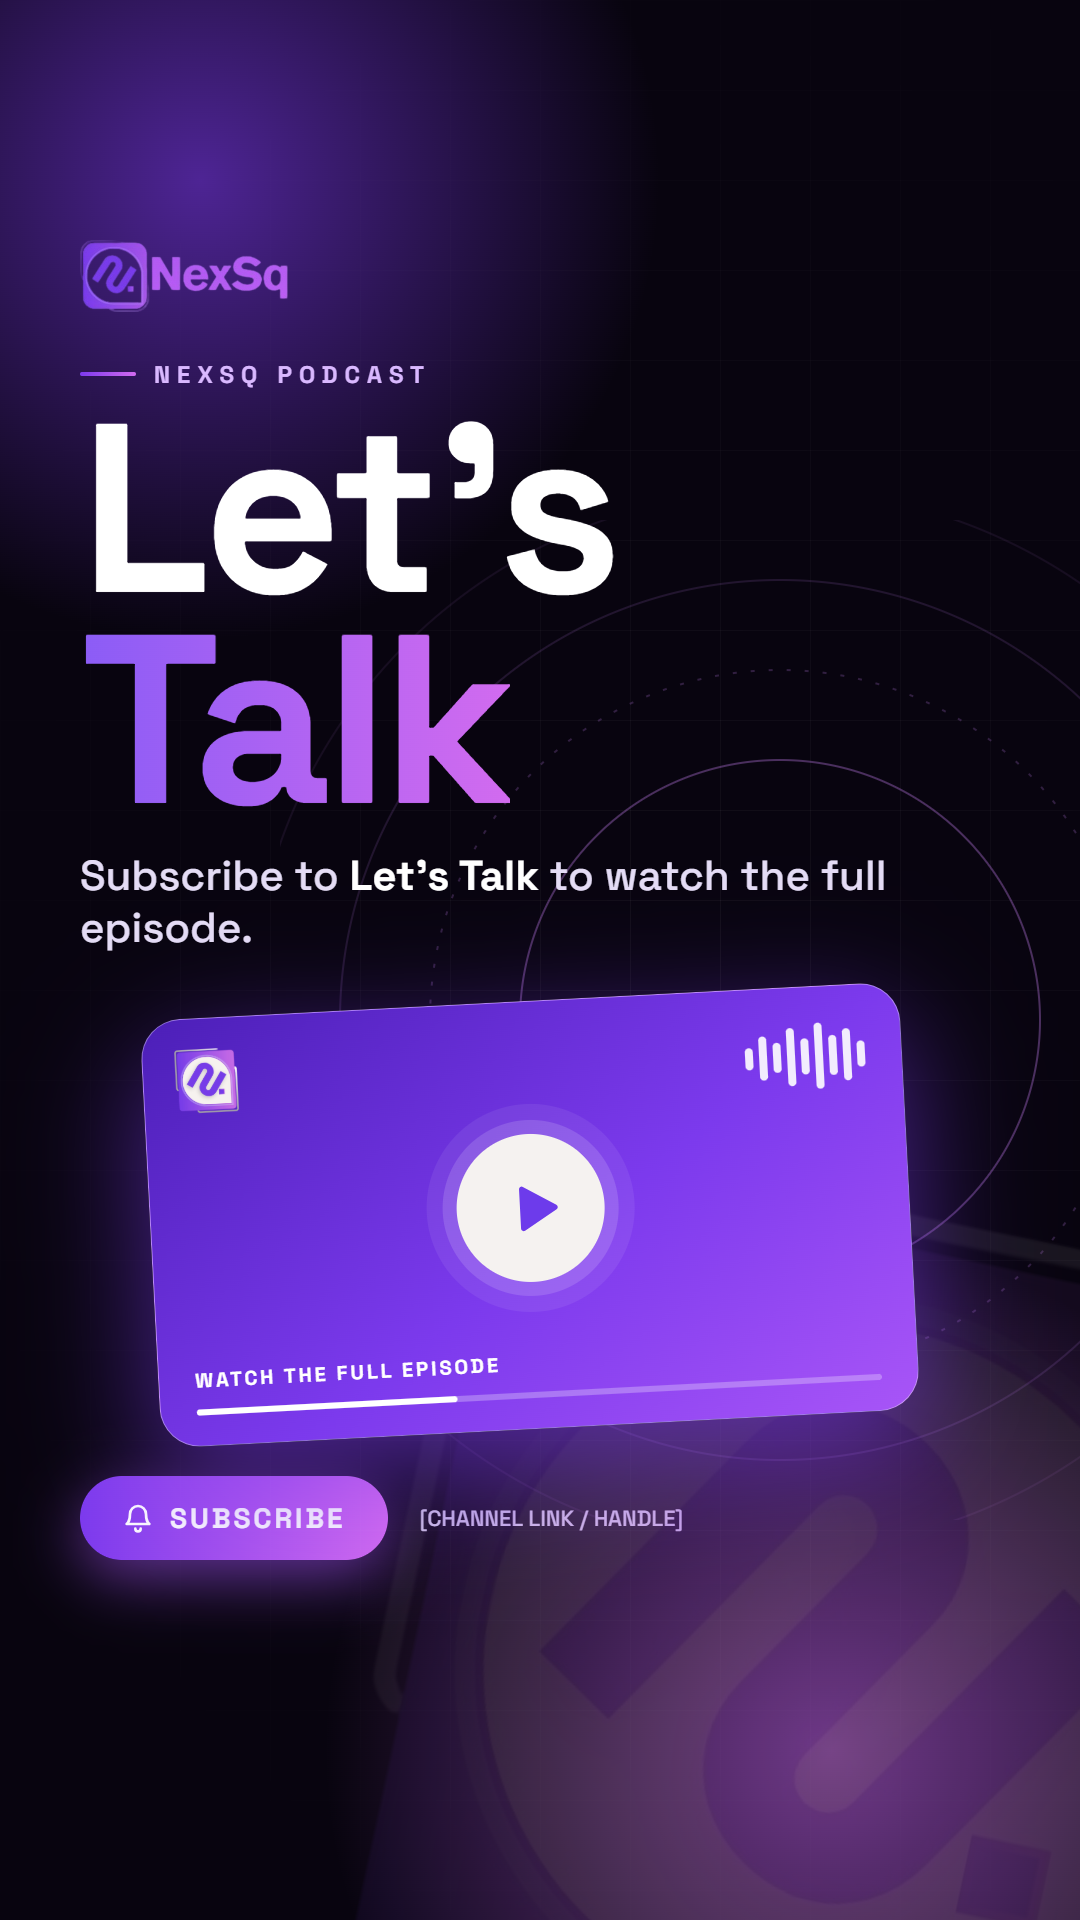 NexSq
NEXSQ PODCAST
Let’s
Talk
Subscribe to Let’s Talk to watch the full
episode.
WATCH THE FULL EPISODE
SUBSCRIBE
[CHANNEL LINK / HANDLE]